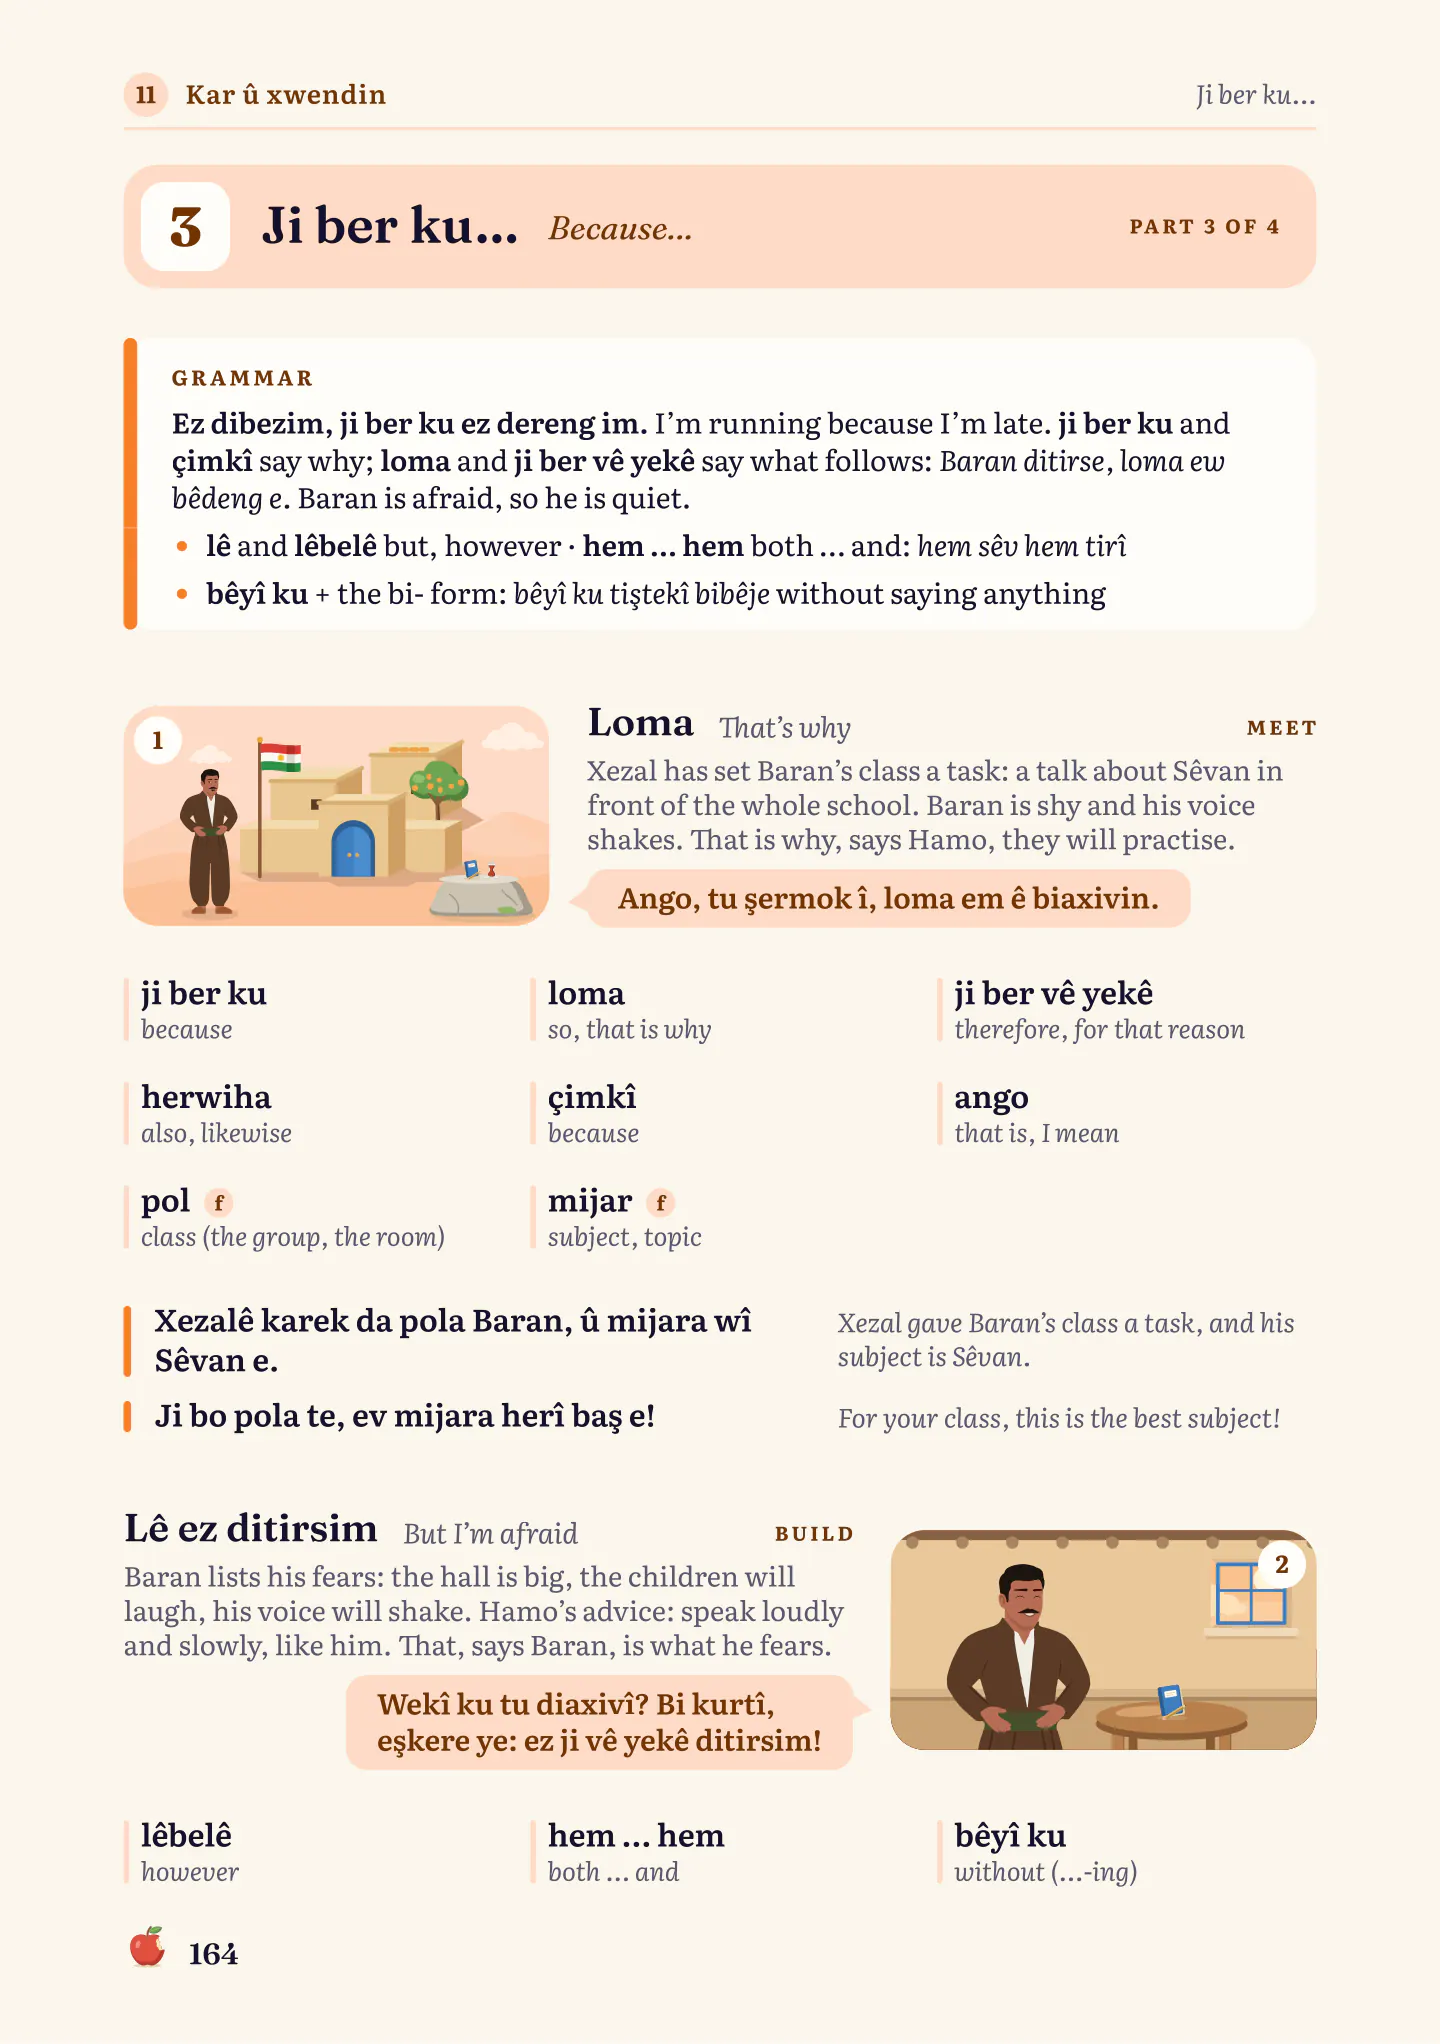 11 Kar û xwendin
Ji ber ku...
3 Ji ber ku... Because...
PART 3 OF 4
GRAMMAR
Ez dibezim, ji ber ku ez dereng im. I'm running because I'm late. ji ber ku and
çimkî say why; loma and ji ber vê yekê say what follows: Baran ditirse, loma ew
bêdeng e. Baran is afraid, so he is quiet.
• lê and lêbelê but, however · hem ... hem both ... and: hem sêv hem tirî
• bêyî ku + the bi- form: bêyî ku tiştekî bibêje without saying anything
1
Loma That's why
MEET
Xezal has set Baran's class a task: a talk about Sêvan in
front of the whole school. Baran is shy and his voice
shakes. That is why, says Hamo, they will practise.
Ango, tu şermok î, loma em ê biaxivin.
ji ber ku
because
loma
so, that is why
ji ber vê yekê
therefore, for that reason
herwiha
also, likewise
çimkî
because
ango
that is, I mean
pol f
class (the group, the room)
mijar f
subject, topic
Xezalê karek da pola Baran, û mijara wî
Sêvan e.
Xezal gave Baran's class a task, and his
subject is Sêvan.
Ji bo pola te, ev mijara herî baş e!
For your class, this is the best subject!
Lê ez ditirsim But I'm afraid
BUILD
Baran lists his fears: the hall is big, the children will
laugh, his voice will shake. Hamo's advice: speak loudly
and slowly, like him. That, says Baran, is what he fears.
Wekî ku tu diaxivî? Bi kurtî,
eşkere ye: ez ji vê yekê ditirsim!
2
lêbelê
however
hem ... hem
both ... and
bêyî ku
without (...-ing)
164